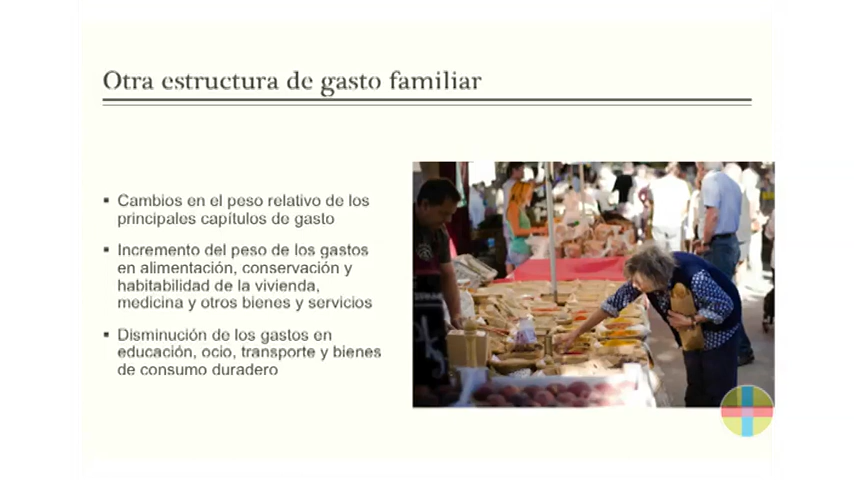 Otra estructura de gasto familiar
▪ Cambios en el peso relativo de los
principales capítulos de gasto
▪ Incremento del peso de los gastos
en alimentación, conservación y
habitabilidad de la vivienda,
medicina y otros bienes y servicios
▪ Disminución de los gastos en
educación, ocio, transporte y bienes
de consumo duradero